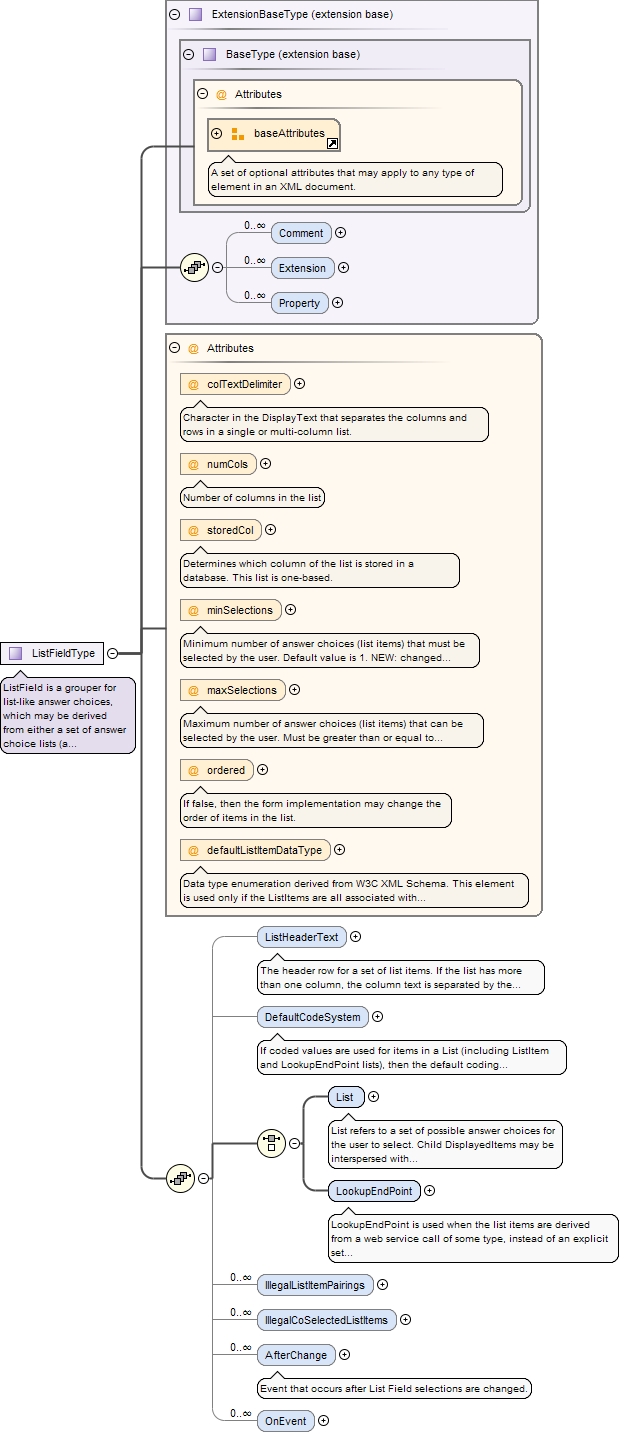 ExtensionBaseType (extension base)
BaseType (extension base)
@ Attributes
baseAttributes
A set of optional attributes that may apply to any type of
element in an XML document.
0..∞
Comment
0..∞
Extension
0..∞
Property
@ Attributes
@ colTextDelimiter
Character in the DisplayText that separates the columns and
rows in a single or multi-column list.
@ numCols
Number of columns in the list
@ storedCol
Determines which column of the list is stored in a
database. This list is one-based.
@ minSelections
Minimum number of answer choices (list items) that must be
selected by the user. Default value is 1. NEW: changed...
ListFieldType
ListField is a grouper for
list-like answer choices,
which may be derived
from either a set of answer
choice lists (a...
@ maxSelections
Maximum number of answer choices (list items) that can be
selected by the user. Must be greater than or equal to...
@ ordered
If false, then the form implementation may change the
order of items in the list.
@ defaultListItemDataType
Data type enumeration derived from W3C XML Schema. This element
is used only if the ListItems are all associated with...
ListHeaderText
The header row for a set of list items. If the list has more
than one column, the column text is separated by the...
DefaultCodeSystem
If coded values are used for items in a List (including ListItem
and LookupEndPoint lists), then the default coding...
List
List refers to a set of possible answer choices for
the user to select. Child DisplayedItems may be
interspersed with...
LookupEndPoint
LookupEndPoint is used when the list items are derived
from a web service call of some type, instead of an explicit
set...
0..∞
IllegalListItemPairings
0..∞
IllegalCoSelectedListItems
0..∞
AfterChange
Event that occurs after List Field selections are changed.
0..∞
OnEvent